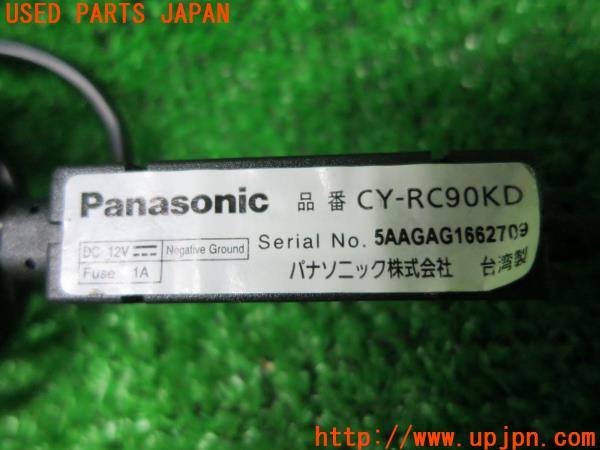 USED PARTS JAPAN
Panasonic 品番 CY-RC90KD
DC 12V Negative Ground
Fuse 1A
Serial No. 5AAGAG1662709
パナソニック株式会社 台湾製
http://www.upjpn.com